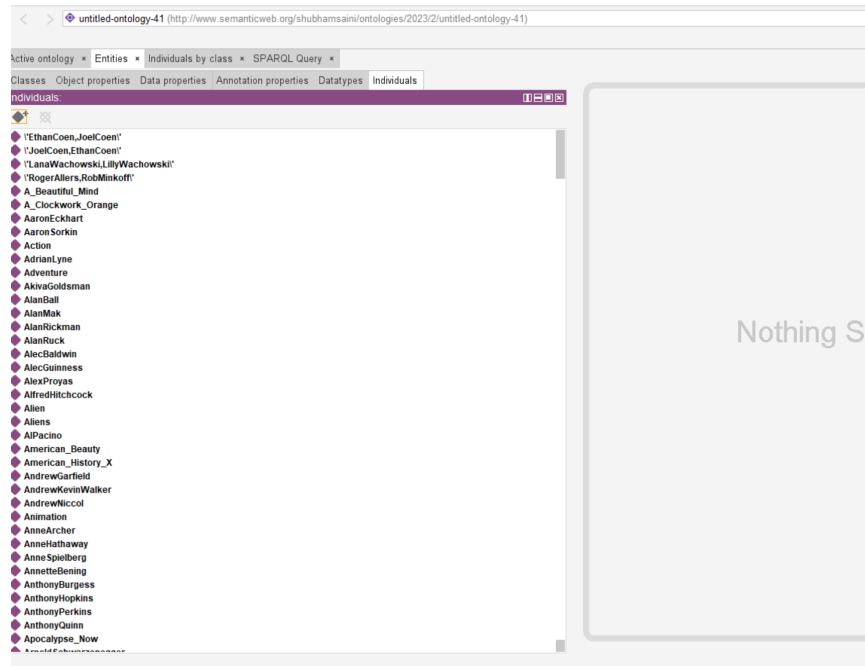 untitled-ontology-41 (http://www.semanticweb.org/shubhamsaini/ontologies/2023/2/untitled-ontology-41)
Active ontology × Entities × Individuals by class × SPARQL Query ×
Classes Object properties Data properties Annotation properties Datatypes Individuals
Individuals:
\'EthanCoen,JoelCoen\'
\'JoelCoen,EthanCoen\'
\'LanaWachowski,LillyWachowski\'
\'RogerAllers,RobMinkoff\'
A_Beautiful_Mind
A_Clockwork_Orange
AaronEckhart
AaronSorkin
Action
AdrianLyne
Adventure
AkivaGoldsman
AlanBall
AlanMak
AlanRickman
AlanRuck
AlecBaldwin
AlecGuinness
AlexProyas
AlfredHitchcock
Alien
Aliens
AlPacino
American_Beauty
American_History_X
AndrewGarfield
AndrewKevinWalker
AndrewNiccol
Animation
AnneArcher
AnneHathaway
AnneSpielberg
AnnetteBening
AnthonyBurgess
AnthonyHopkins
AnthonyPerkins
AnthonyQuinn
Apocalypse_Now
ArnoldSchwarzenegger
Nothing S